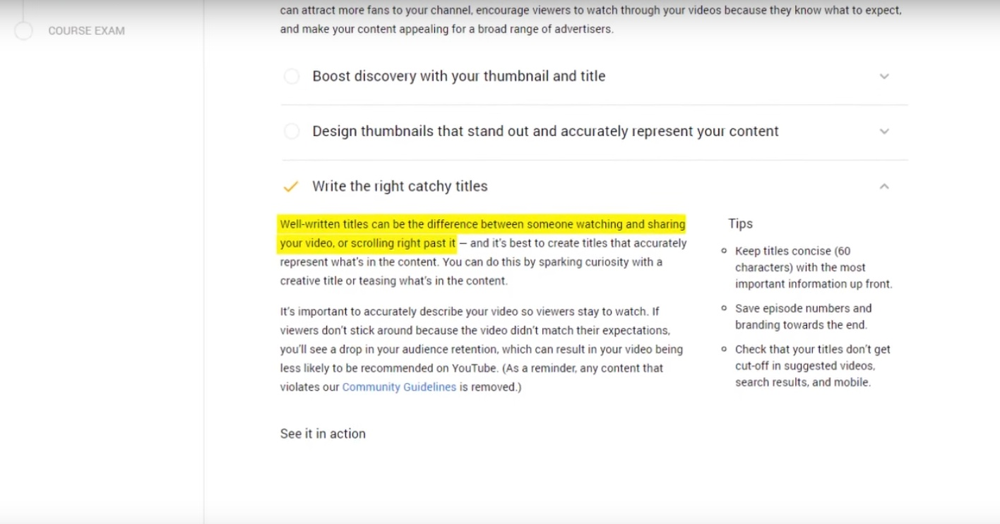 can attract more fans to your channel, encourage viewers to watch through your videos because they know what to expect,
and make your content appealing for a broad range of advertisers.
COURSE EXAM
Boost discovery with your thumbnail and title
Design thumbnails that stand out and accurately represent your content
Write the right catchy titles
Well-written titles can be the difference between someone watching and sharing
your video, or scrolling right past it – and it's best to create titles that accurately
represent what's in the content. You can do this by sparking curiosity with a
creative title or teasing what's in the content.
It's important to accurately describe your video so viewers stay to watch. If
viewers don't stick around because the video didn't match their expectations,
you'll see a drop in your audience retention, which can result in your video being
less likely to be recommended on YouTube. (As a reminder, any content that
violates our Community Guidelines is removed.)
See it in action
Tips
Keep titles concise (60
characters) with the most
important information up front.
Save episode numbers and
branding towards the end.
Check that your titles don't get
cut-off in suggested videos,
search results, and mobile.